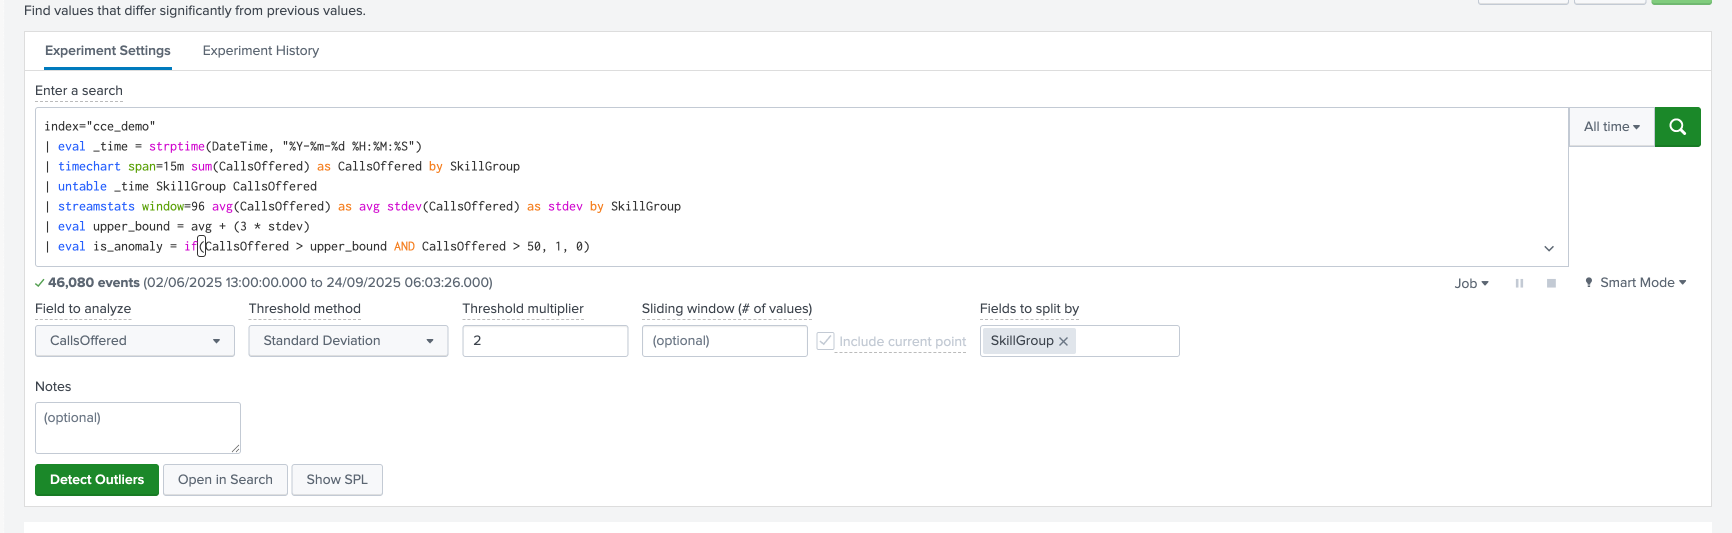 Find values that differ significantly from previous values.
Experiment Settings Experiment History
Enter a search
index="cce_demo"
| eval _time = strptime(DateTime, "%Y-%m-%d %H:%M:%S")
| timechart span=15m sum(CallsOffered) as CallsOffered by SkillGroup
| untable _time SkillGroup CallsOffered
| streamstats window=96 avg(CallsOffered) as avg stdev(CallsOffered) as stdev by SkillGroup
| eval upper_bound = avg + (3 * stdev)
| eval is_anomaly = if(CallsOffered > upper_bound AND CallsOffered > 50, 1, 0)
All time
46,080 events (02/06/2025 13:00:00.000 to 24/09/2025 06:03:26.000)
Job Smart Mode
Field to analyze Threshold method Threshold multiplier Sliding window (# of values) Fields to split by
CallsOffered Standard Deviation 2 (optional) Include current point SkillGroup
Notes
(optional)
Detect Outliers Open in Search Show SPL